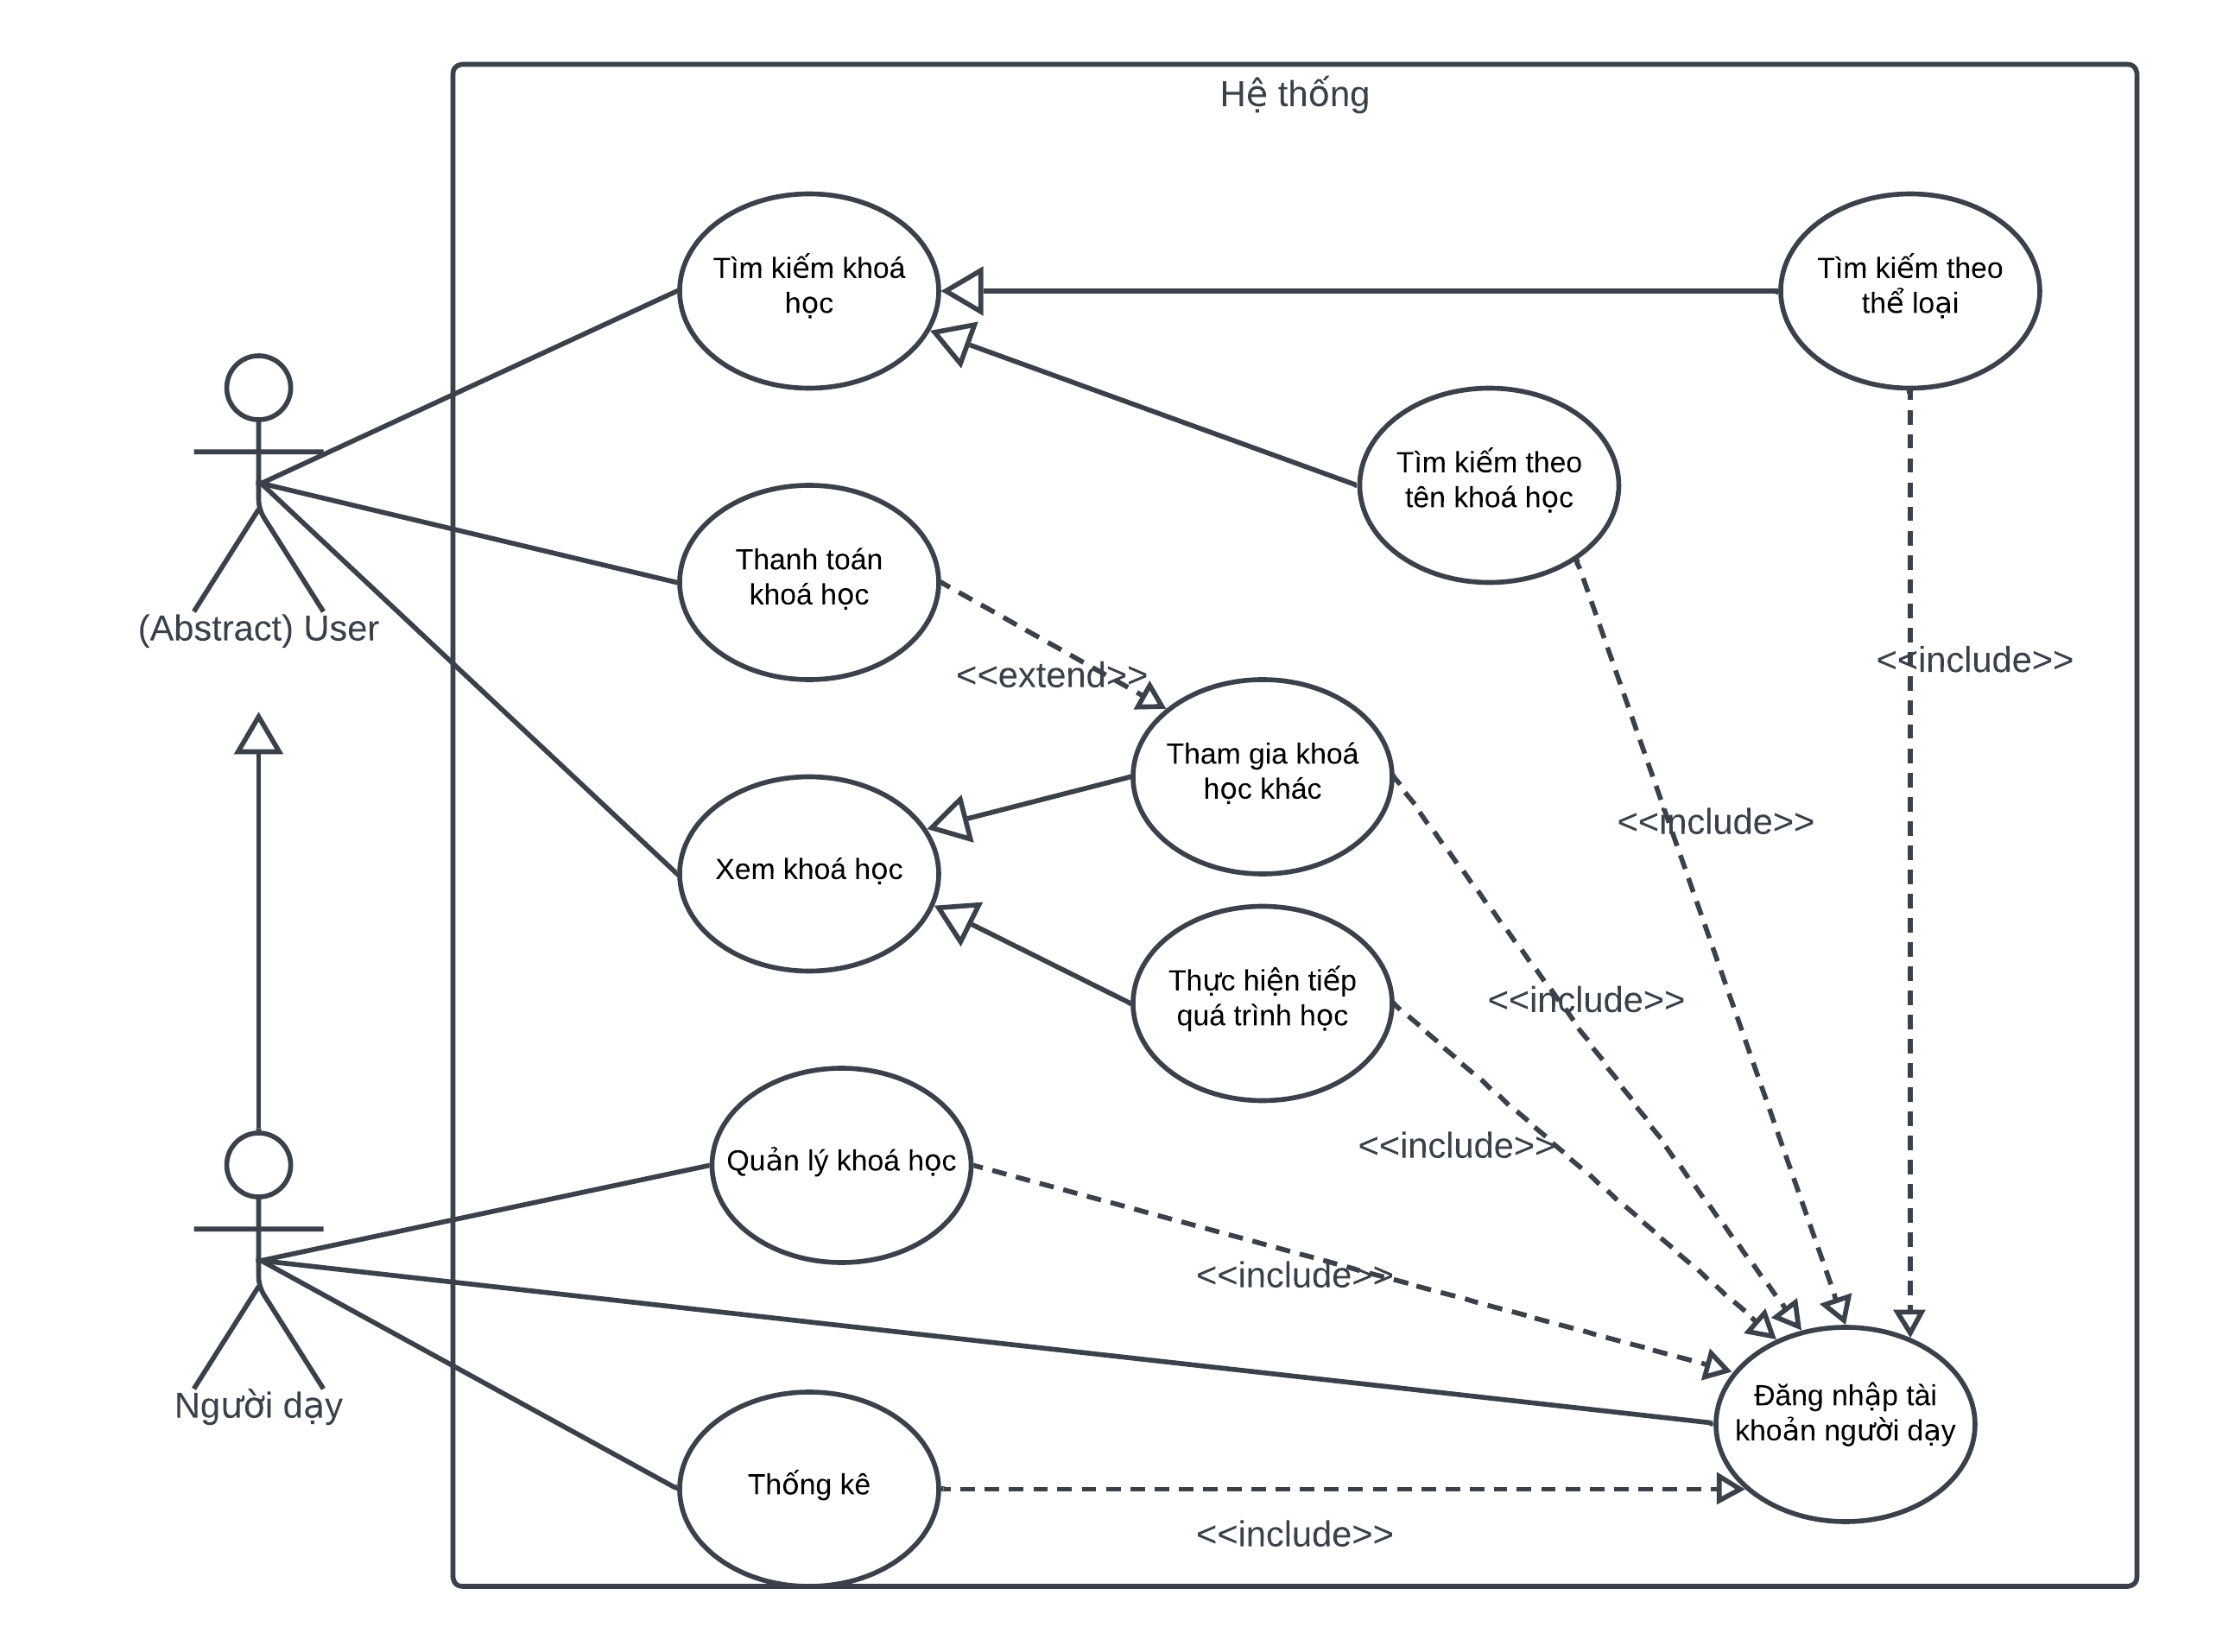 Hệ thống
Tìm kiếm khoá
học
Tìm kiếm theo
thể loại
Tìm kiếm theo
tên khoá học
Thanh toán
khoá học
(Abstract) User
<<extend>>
<<include>>
Tham gia khoá
học khác
<<include>>
Xem khoá học
Thực hiện tiếp
quá trình học
<<include>>
<<include>>
Quản lý khoá học
<<include>>
Người dạy
Đăng nhập tài
khoản người dạy
Thống kê
<<include>>